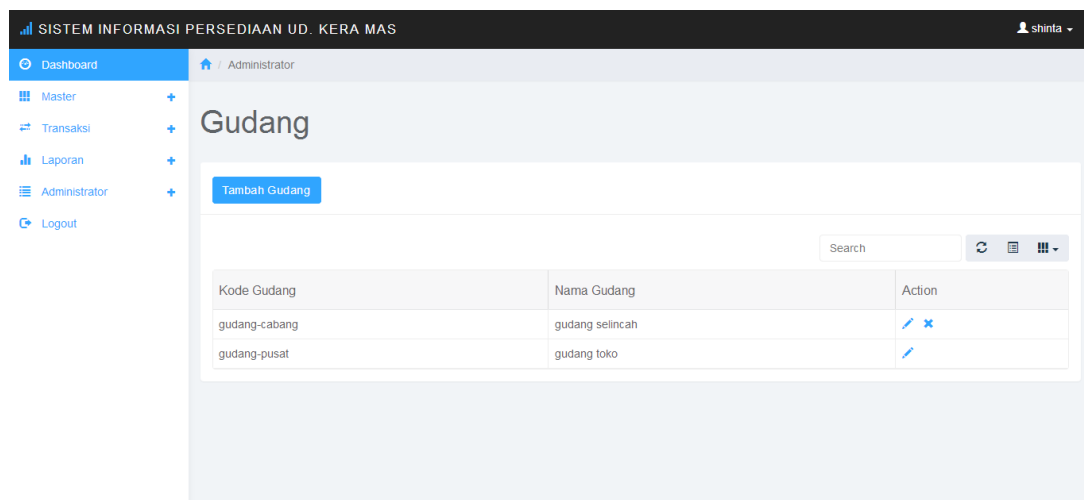 SISTEM INFORMASI PERSEDIAAN UD. KERA MAS
shinta
Dashboard
Master
Transaksi
Laporan
Administrator
Logout
/ Administrator
Gudang
Tambah Gudang
Search
Kode Gudang Nama Gudang Action
gudang-cabang gudang selincah
gudang-pusat gudang toko